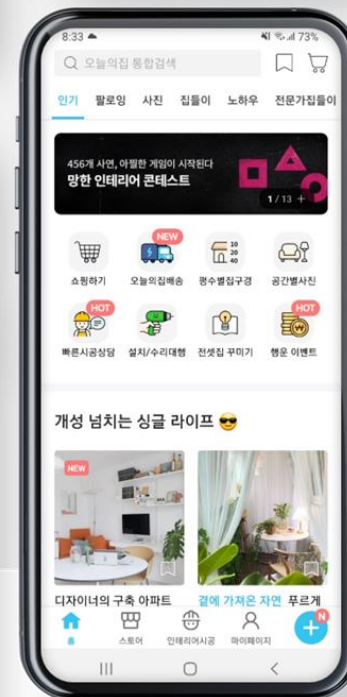 8:33
73%
오늘의집 통합검색
인기 팔로잉 사진 집들이 노하우 전문가집들이
456개 사연, 아찔한 게임이 시작된다
망한 인테리어 콘테스트
1 / 13 +
NEW
10
20
40
쇼핑하기 오늘의집배송 평수별집구경 공간별사진
HOT HOT
빠른시공상담 설치/수리대행 전셋집 꾸미기 행운 이벤트
개성 넘치는 싱글 라이프
NEW
디자이너의 구축 아파트 곁에 가져온 자연 푸르게
N
홈 스토어 인테리어시공 마이페이지